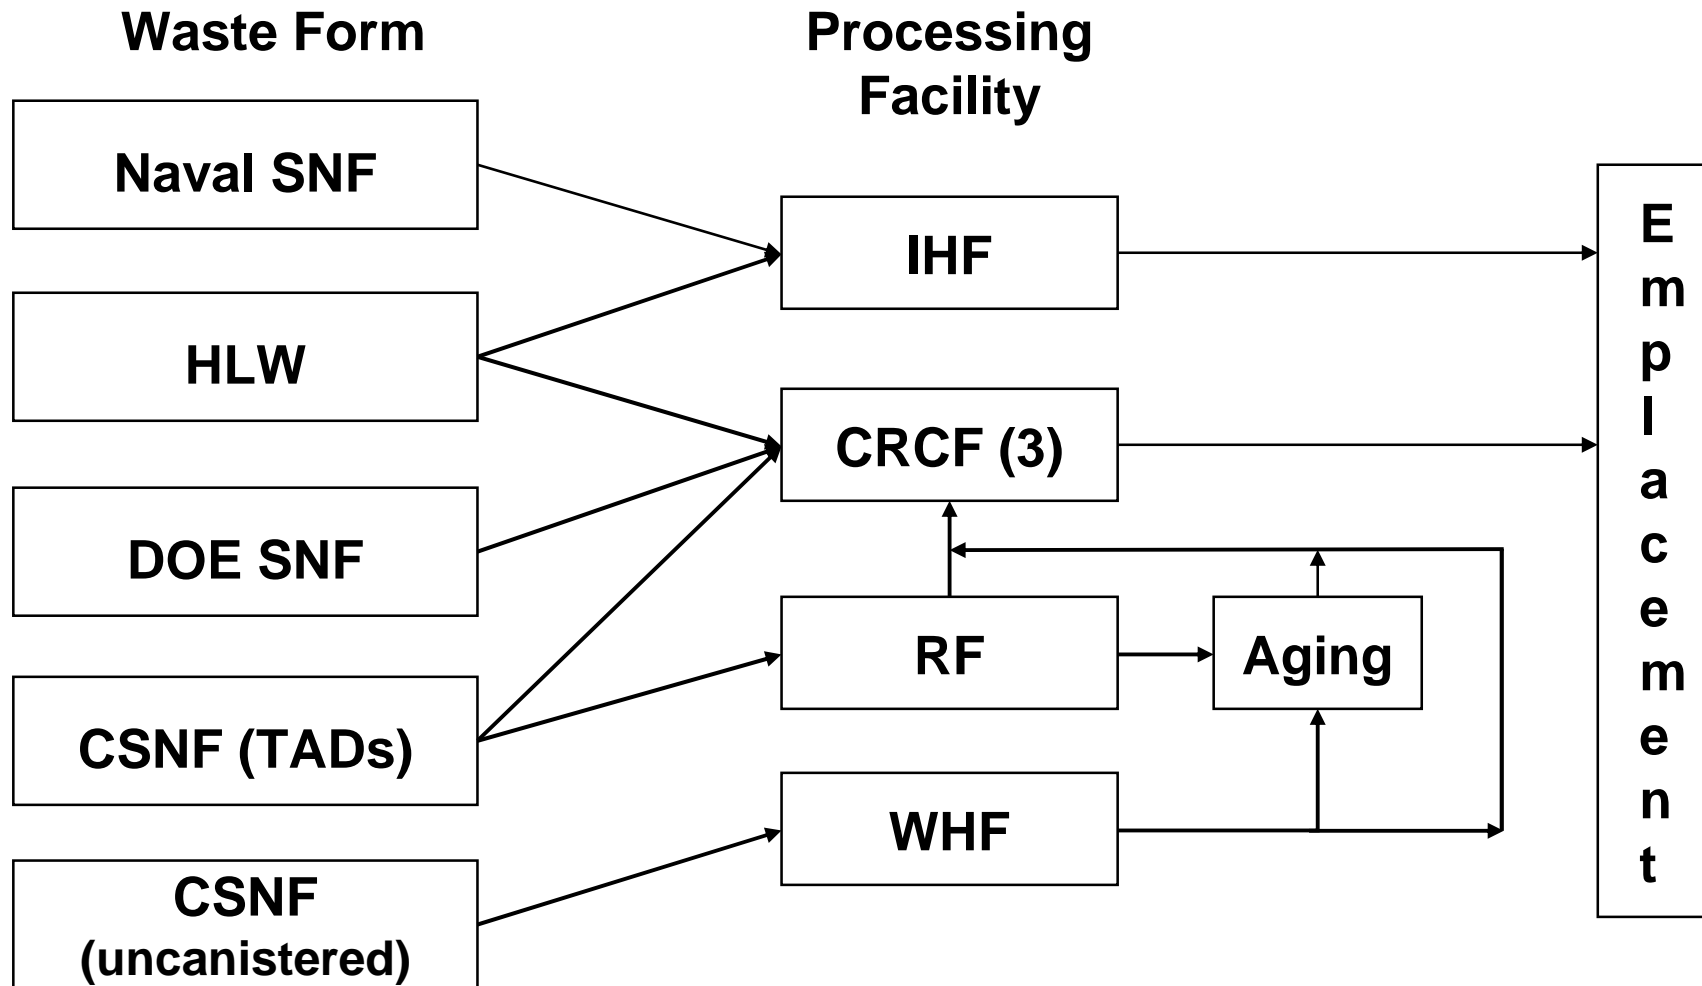 Waste Form
Processing
Facility
Naval SNF
HLW
DOE SNF
CSNF (TADs)
CSNF
(uncanistered)
IHF
CRCF (3)
RF
Aging
WHF
Emplacement